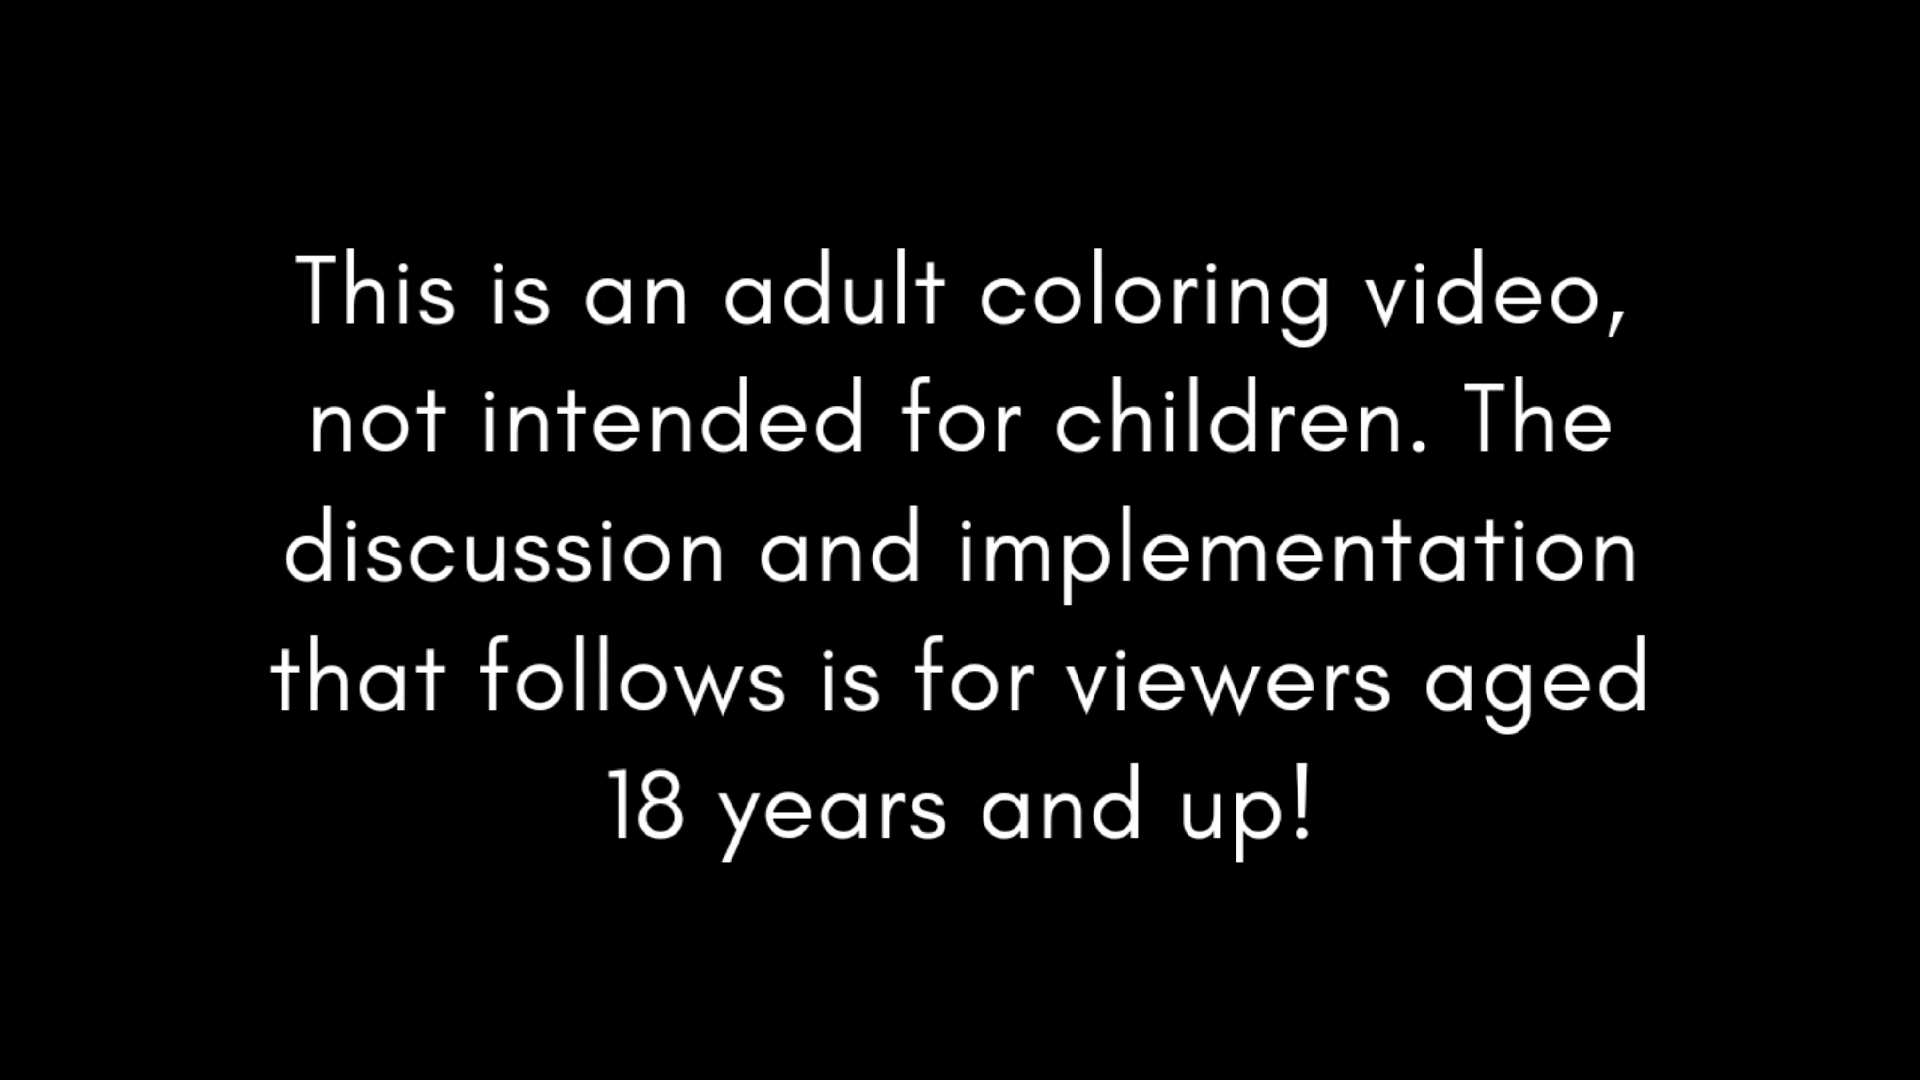 This is an adult coloring video,
not intended for children. The
discussion and implementation
that follows is for viewers aged
18 years and up!